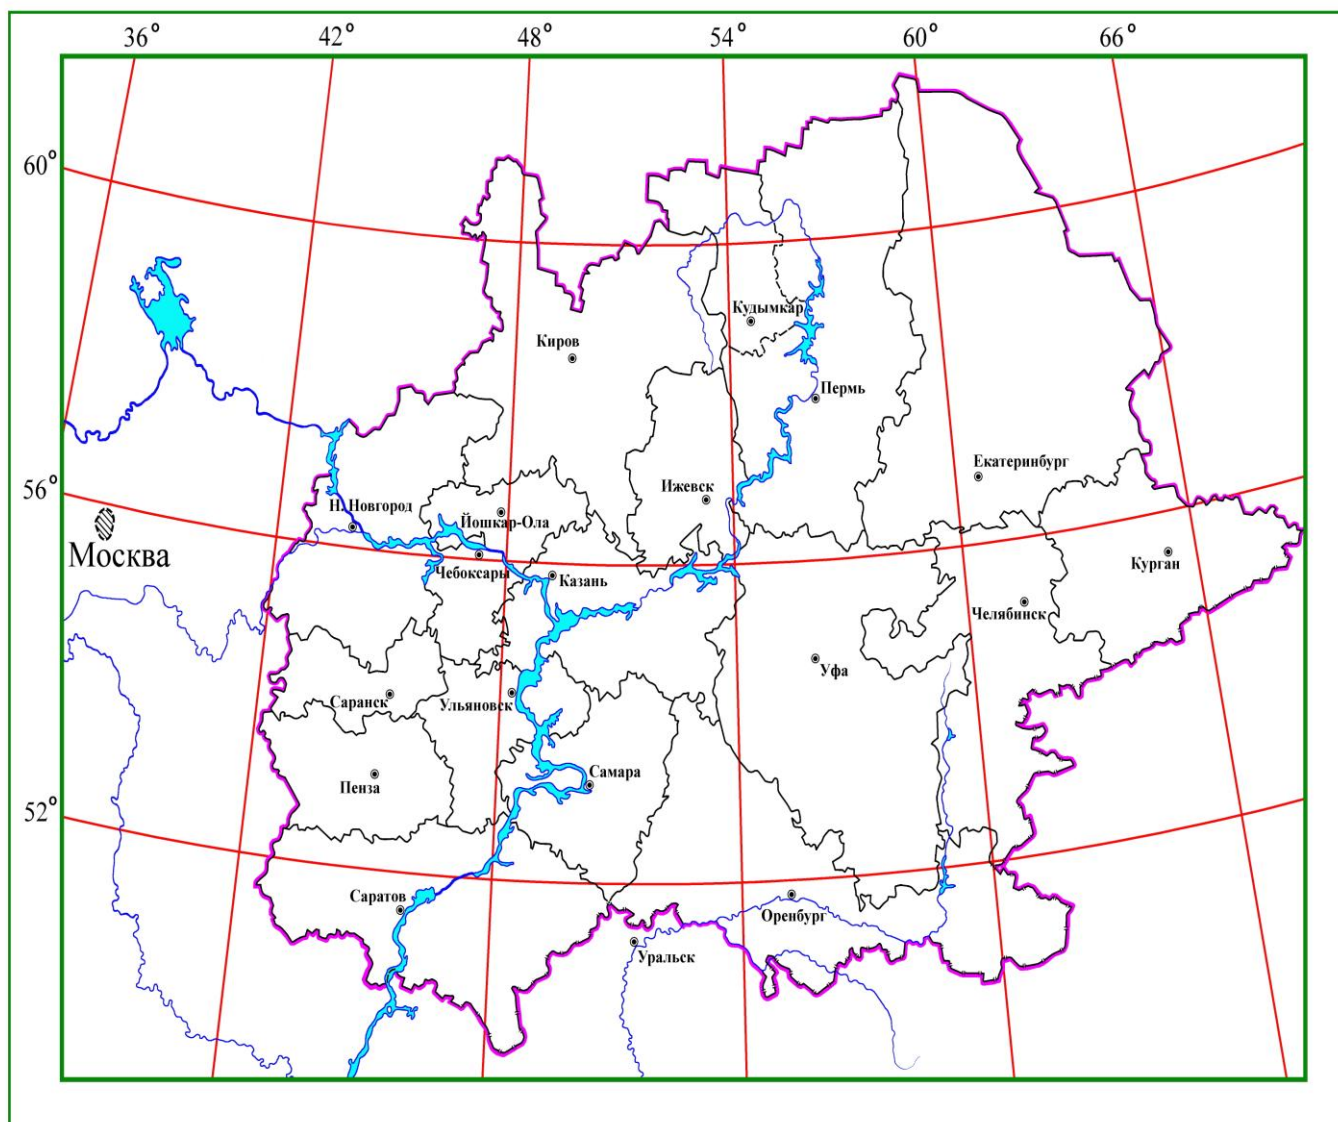 36° 42° 48° 54° 60° 66°
60°
Кудымкар
Киров
Пермь
Екатеринбург
Ижевск
56°
Н. Новгород
Йошкар-Ола
Москва
Чебоксары
Казань
Курган
Челябинск
Уфа
Саранск
Ульяновск
Самара
Пенза
52°
Саратов
Оренбург
Уральск